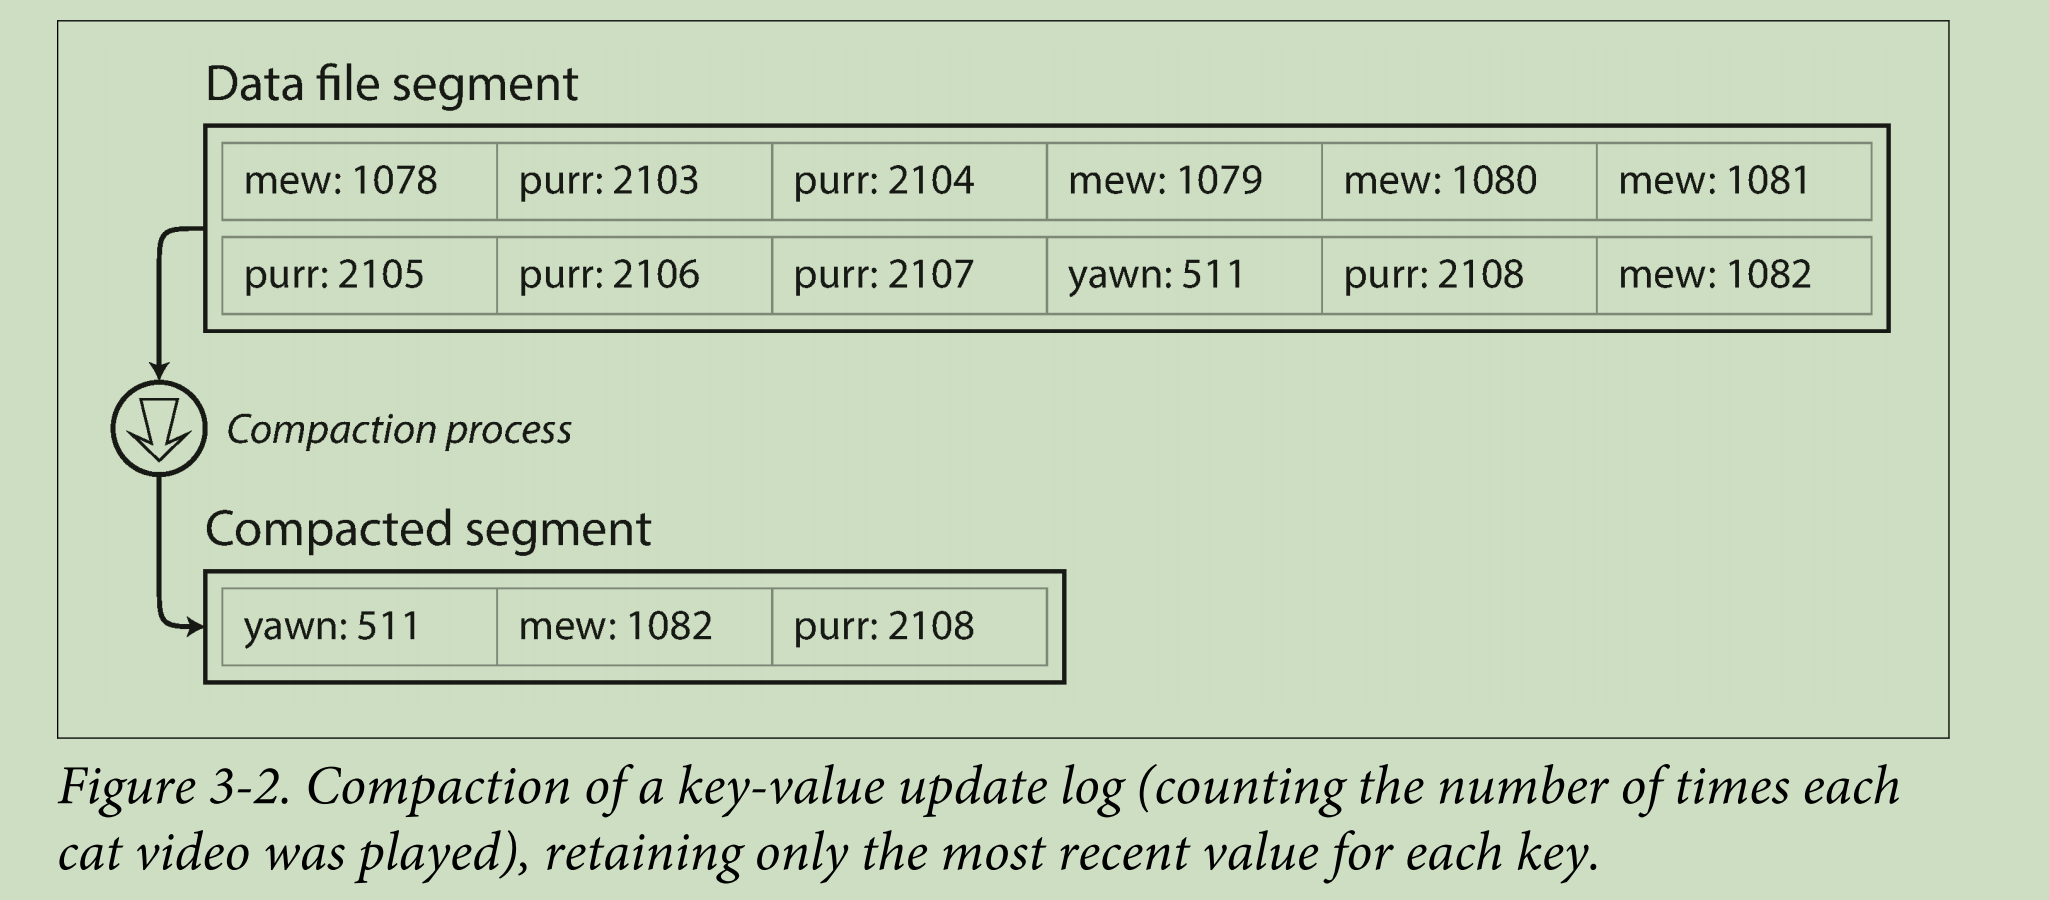 Data file segment
mew: 1078 purr: 2103 purr: 2104 mew: 1079 mew: 1080 mew: 1081
purr: 2105 purr: 2106 purr: 2107 yawn: 511 purr: 2108 mew: 1082
Compaction process
Compacted segment
yawn: 511 mew: 1082 purr: 2108
Figure 3-2. Compaction of a key-value update log (counting the number of times each
cat video was played), retaining only the most recent value for each key.